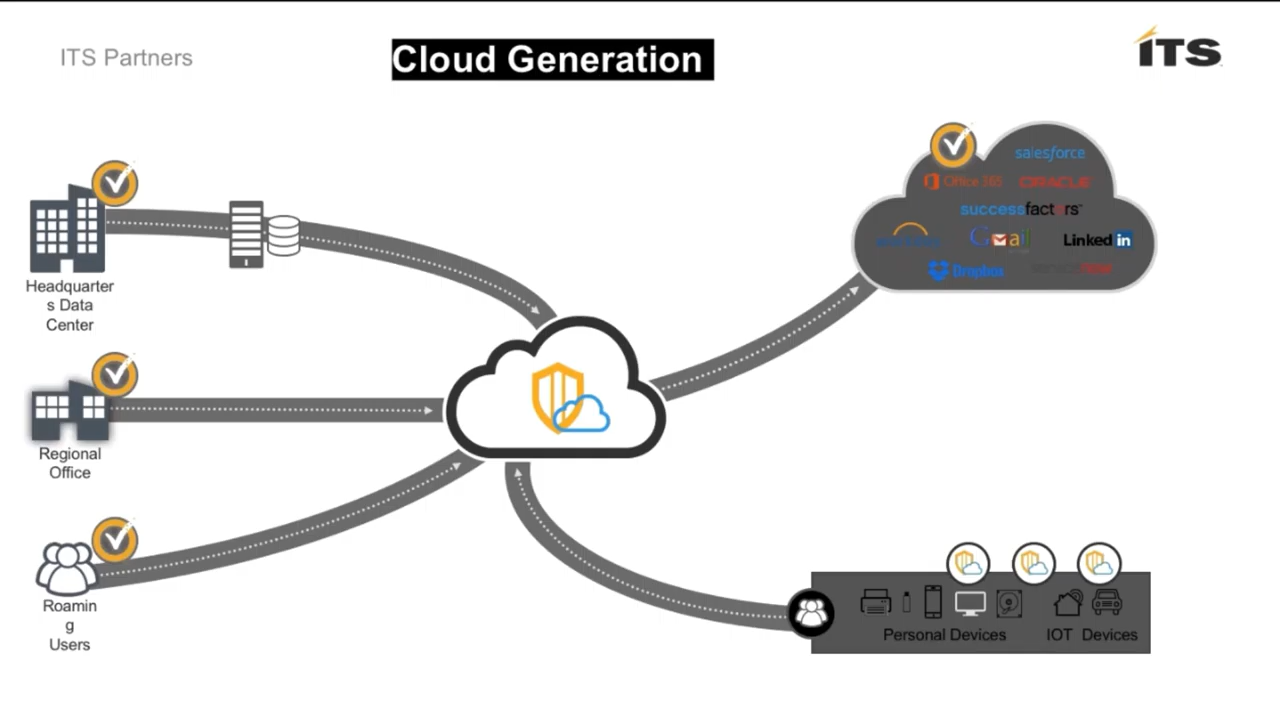 ITS Partners
Cloud Generation
ITS
salesforce
Office 365
ORACLE
successfactors™
Gmail
Linked in
Dropbox
Headquarter
s Data
Center
Regional
Office
Roamin
g
Users
Personal Devices
IOT Devices